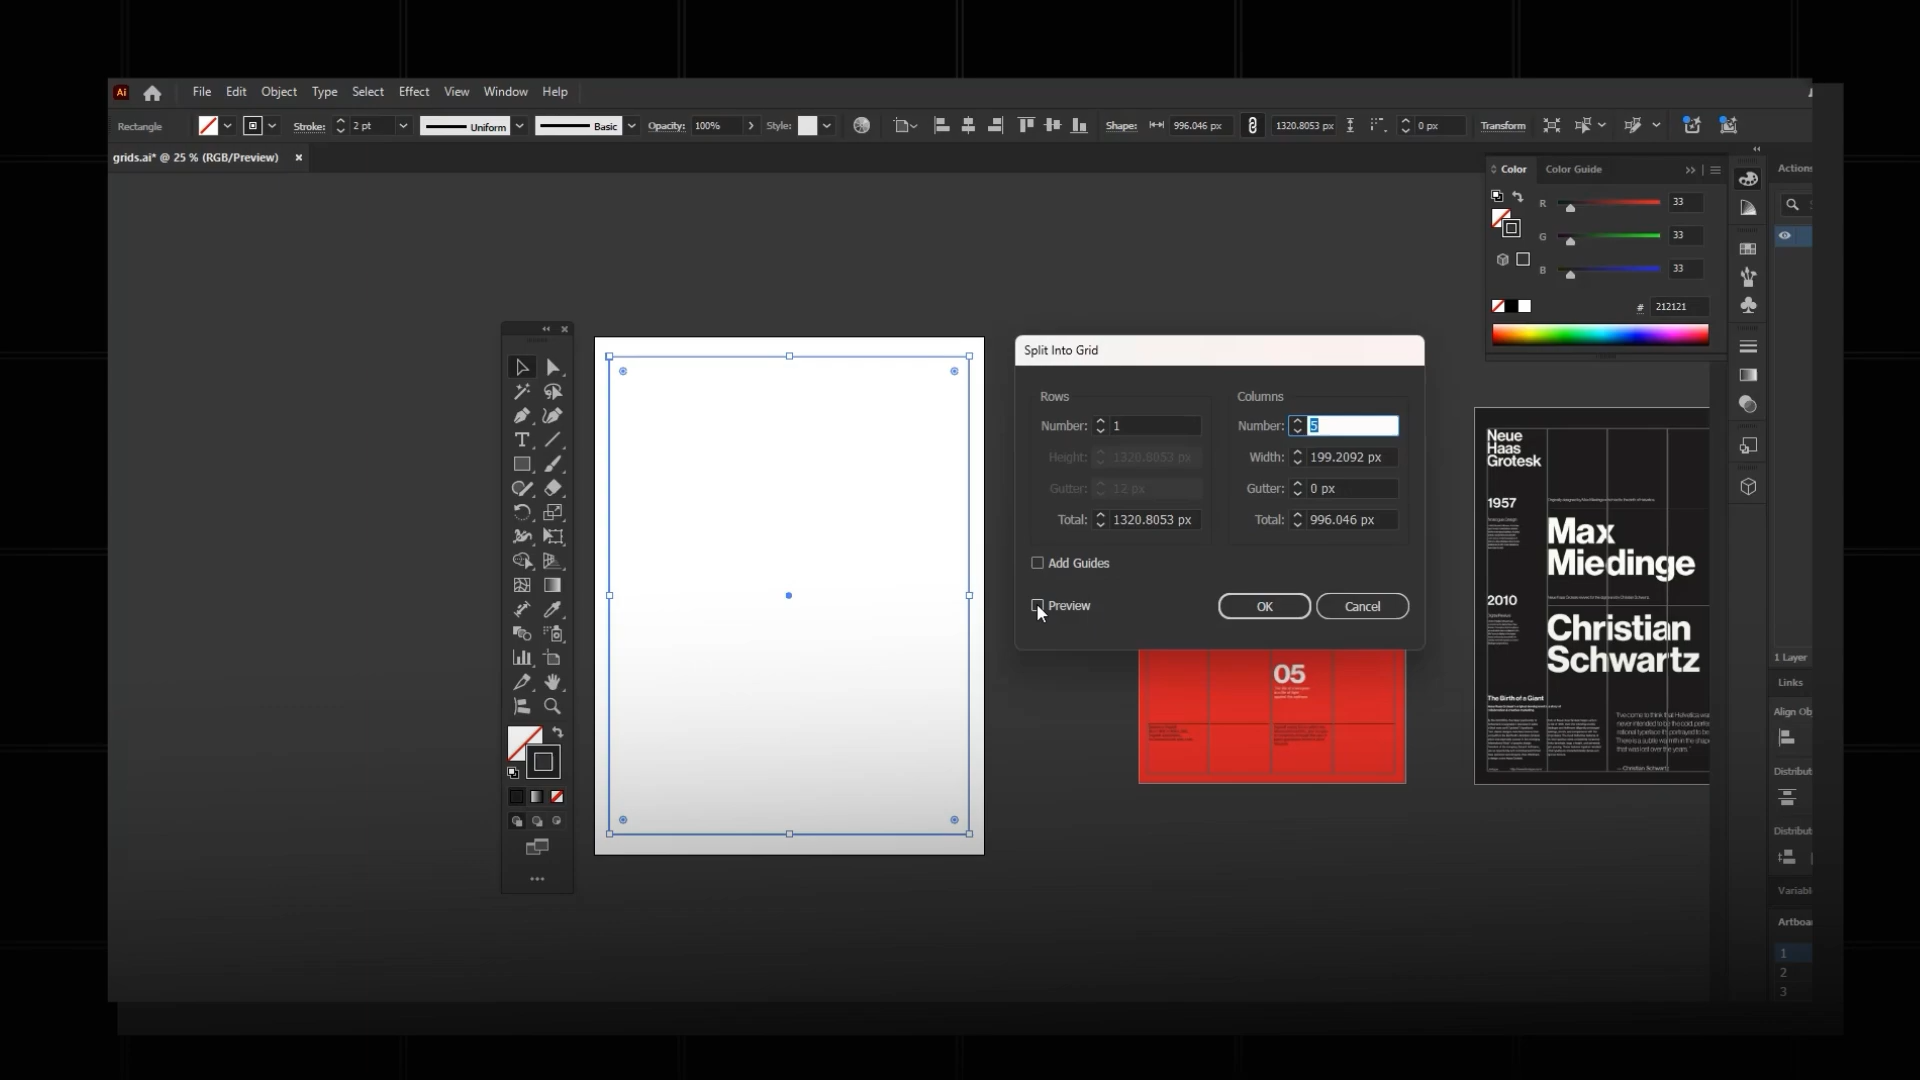 Ai File Edit Object Type Select Effect View Window Help
Rectangle Stroke: 2 pt Uniform Basic Opacity: 100% Style: Shape: 996.046 px 1320.8053 px 0 px Transform
grids.ai* @ 25 % (RGB/Preview) ×
Color Color Guide
Actions
R 33
G 33
B 33
# 212121
Split Into Grid
Rows Columns
Number: 1 Number: 5
Height: 1320.8053 px Width: 199.2092 px
Gutter: 12 px Gutter: 0 px
Total: 1320.8053 px Total: 996.046 px
Add Guides
Preview OK Cancel
Neue
Haas
Grotesk
1957
Max
Miedinge
2010
Christian
Schwartz
The Birth of a Giant
— Christian Schwartz
05
1 Layer
Links
Align Ob
Distribut
Distribut
Variabl
Artboa
1
2
3